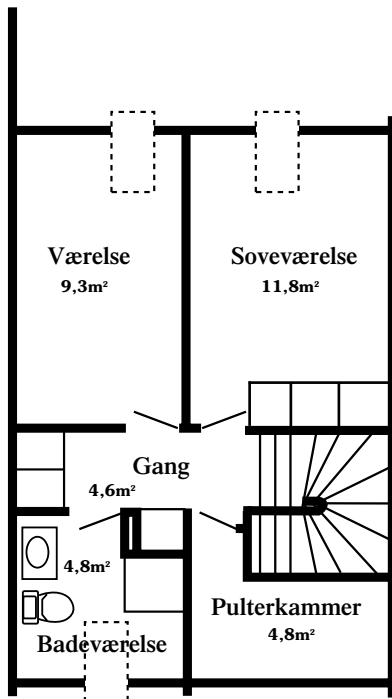 Værelse
9,3m²
Soveværelse
11,8m²
Gang
4,6m²
4,8m²
Badeværelse
Pulterkammer
4,8m²